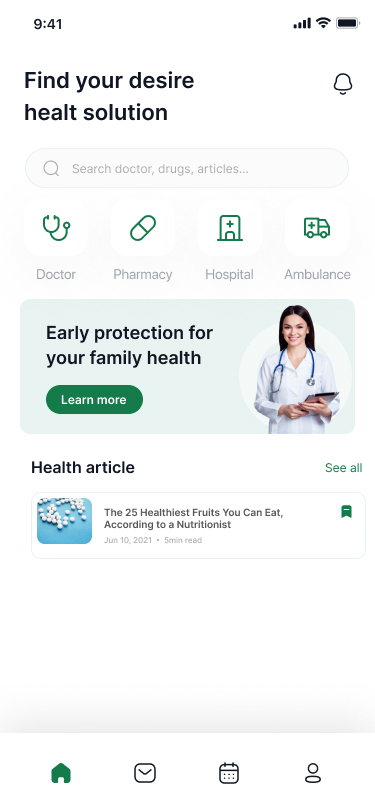 9:41
Find your desire
healt solution
Search doctor, drugs, articles...
Doctor
Pharmacy
Hospital
Ambulance
Early protection for
your family health
Learn more
Health article
See all
The 25 Healthiest Fruits You Can Eat,
According to a Nutritionist
Jun 10, 2021 • 5min read